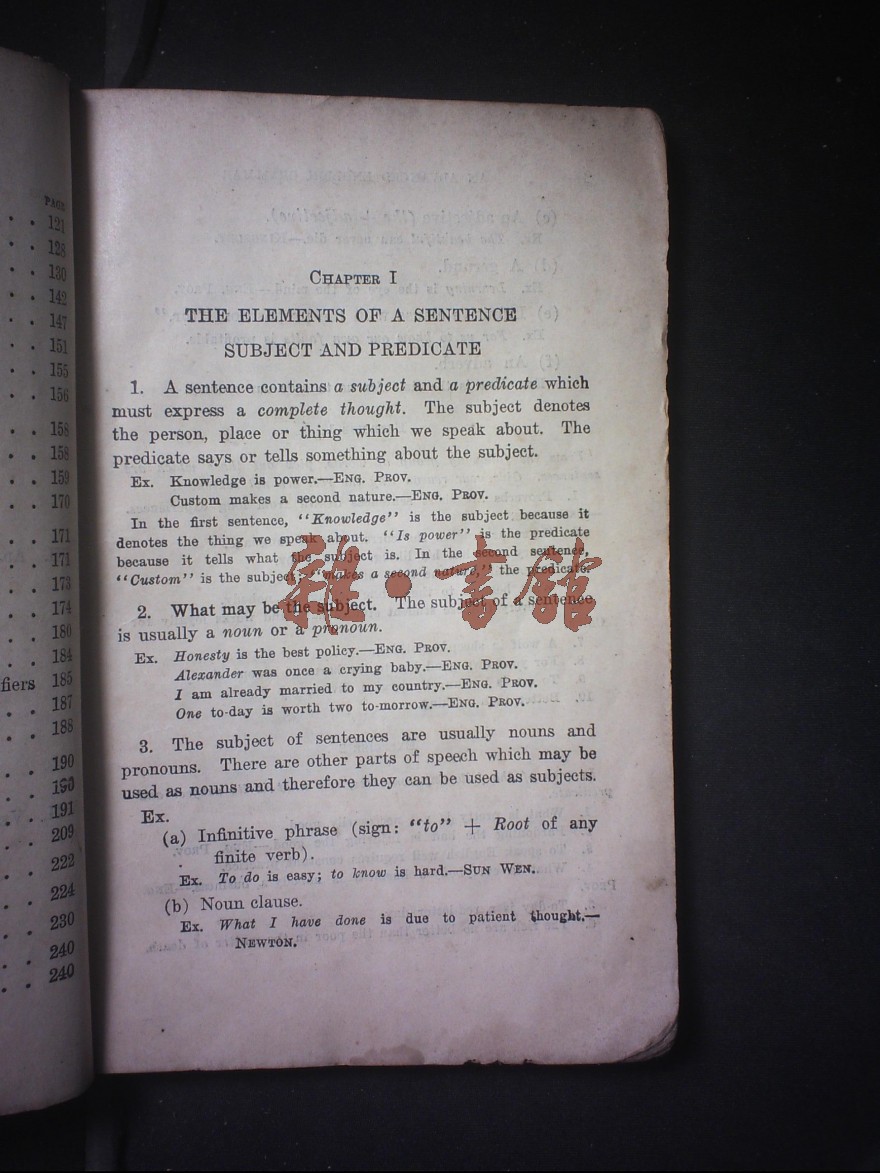 PAGE
. . 121
. . 128
. . 130
. . 142
. . 147
. . 151
. . 155
. . 156
. . 158
. . 158
. . 159
. . 170
. . 171
. . 171
. . 173
. . 174
. . 180
. . 184
fiers 185
. . 187
. . 188
. . 190
. . 190
. . 191
. . 209
. . 222
. . 224
. . 230
. . 240
. . 240
CHAPTER I
THE ELEMENTS OF A SENTENCE
SUBJECT AND PREDICATE
1. A sentence contains a subject and a predicate which
must express a complete thought. The subject denotes
the person, place or thing which we speak about. The
predicate says or tells something about the subject.
Ex. Knowledge is power.—ENG. PROV.
Custom makes a second nature.—ENG. PROV.
In the first sentence, "Knowledge" is the subject because it
denotes the thing we speak about. "Is power" is the predicate
because it tells what the subject is. In the second sentence,
"Custom" is the subject; "makes a second nature," the predicate.
2. What may be the subject. The subject of a sentence
is usually a noun or a pronoun.
Ex. Honesty is the best policy.—ENG. PROV.
Alexander was once a crying baby.—ENG. PROV.
I am already married to my country.—ENG. PROV.
One to-day is worth two to-morrow.—ENG. PROV.
3. The subject of sentences are usually nouns and
pronouns. There are other parts of speech which may be
used as nouns and therefore they can be used as subjects.
Ex.
(a) Infinitive phrase (sign: "to" + Root of any
finite verb).
Ex. To do is easy; to know is hard.—SUN WEN.
(b) Noun clause.
Ex. What I have done is due to patient thought.—
NEWTON.
雜·書館